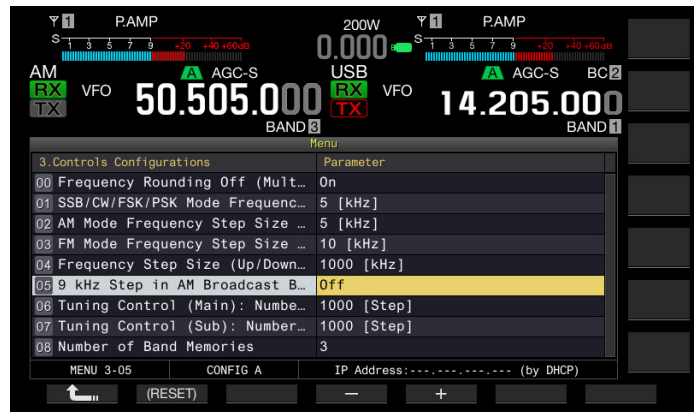 1 P.AMP 200W 1 P.AMP
S 1 3 5 7 9 +20 +40 +60dB 0.000 S 1 3 5 7 9 +20 +40 +60dB
AM A AGC-S USB A AGC-S BC2
RX VFO 50.505.000 RX VFO 14.205.000
TX TX
BAND 3 BAND 1
Menu
3.Controls Configurations Parameter
00 Frequency Rounding Off (Mult… On
01 SSB/CW/FSK/PSK Mode Frequenc… 5 [kHz]
02 AM Mode Frequency Step Size … 5 [kHz]
03 FM Mode Frequency Step Size … 10 [kHz]
04 Frequency Step Size (Up/Down… 1000 [kHz]
05 9 kHz Step in AM Broadcast B… Off
06 Tuning Control (Main): Numbe… 1000 [Step]
07 Tuning Control (Sub): Number… 1000 [Step]
08 Number of Band Memories 3
MENU 3-05 CONFIG A IP Address:---.---.---.--- (by DHCP)
(RESET) − +